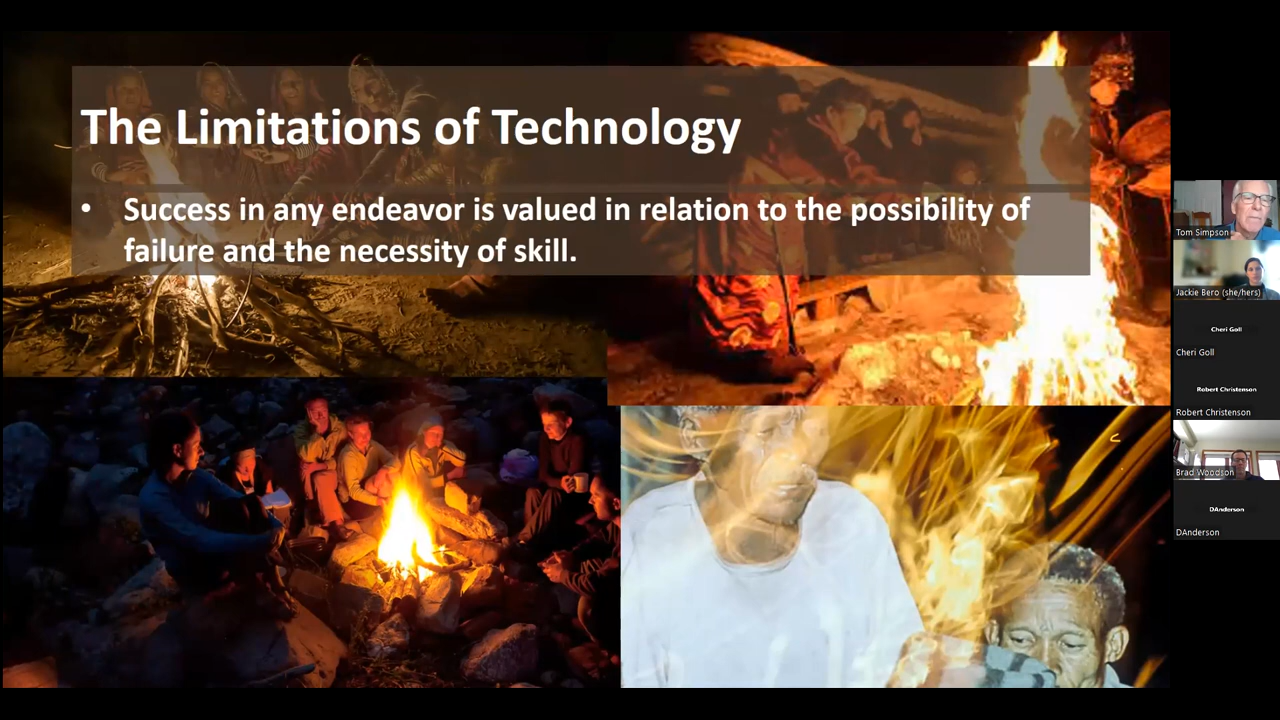 The Limitations of Technology
• Success in any endeavor is valued in relation to the possibility of
failure and the necessity of skill.
Tom Simpson
Jackie Bero (she/hers)
Cheri Goll
Cheri Goll
Robert Christenson
Robert Christenson
Brad Woodson
DAnderson
DAnderson